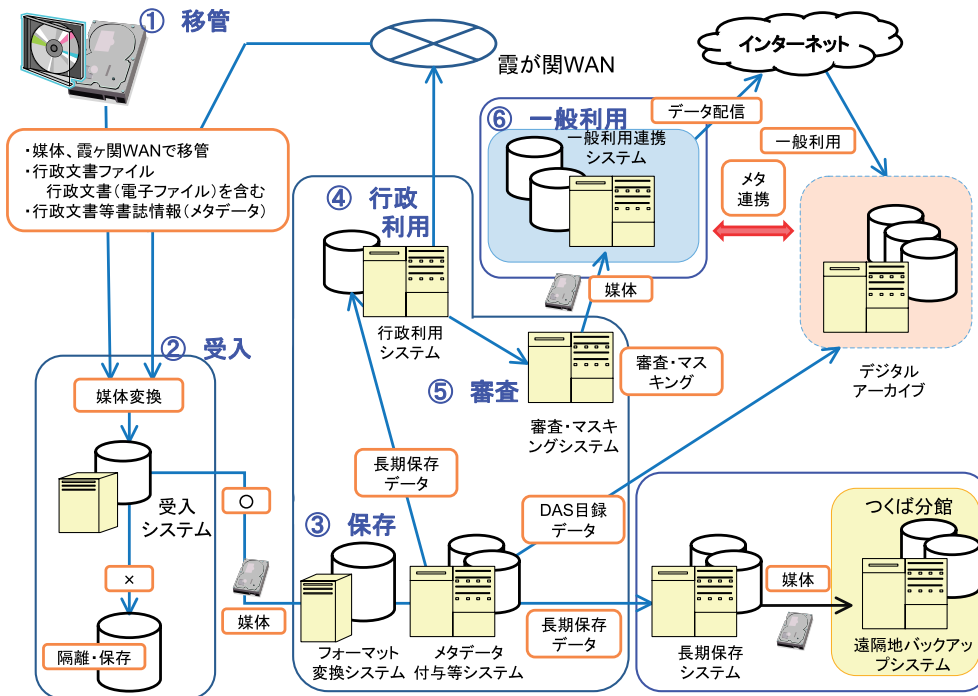 ① 移管
霞が関WAN
インターネット
・媒体、霞ヶ関WANで移管
・行政文書ファイル
行政文書(電子ファイル)を含む
・行政文書等書誌情報(メタデータ)
⑥ 一般利用
一般利用連携
システム
データ配信
一般利用
メタ
連携
④ 行政
利用
行政利用
システム
媒体
デジタル
アーカイブ
② 受入
媒体変換
受入
システム
○
×
隔離・保存
媒体
⑤ 審査
審査・マス
キング
審査・マスキ
ングシステム
長期保存
データ
DAS目録
データ
③ 保存
フォーマット
変換システム
メタデータ
付与等システム
長期保存
データ
長期保存
システム
媒体
つくば分館
遠隔地バックアッ
プシステム